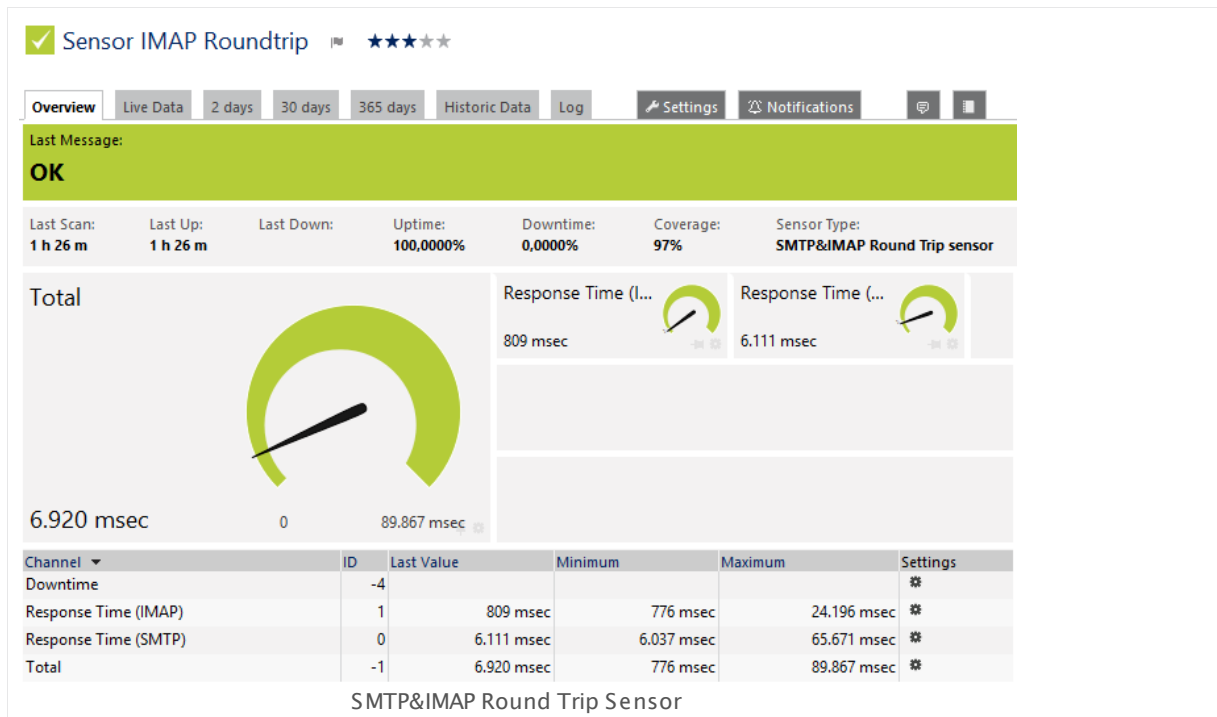 Sensor IMAP Roundtrip
Overview Live Data 2 days 30 days 365 days Historic Data Log Settings Notifications
Last Message:
OK
Last Scan: Last Up: Last Down: Uptime: Downtime: Coverage: Sensor Type:
1 h 26 m 1 h 26 m 100,0000% 0,0000% 97% SMTP&IMAP Round Trip sensor
Total
Response Time (I...
809 msec
Response Time (...
6.111 msec
6.920 msec 0 89.867 msec
Channel ID Last Value Minimum Maximum Settings
Downtime -4
Response Time (IMAP) 1 809 msec 776 msec 24.196 msec
Response Time (SMTP) 0 6.111 msec 6.037 msec 65.671 msec
Total -1 6.920 msec 776 msec 89.867 msec
SMTP&IMAP Round Trip Sensor